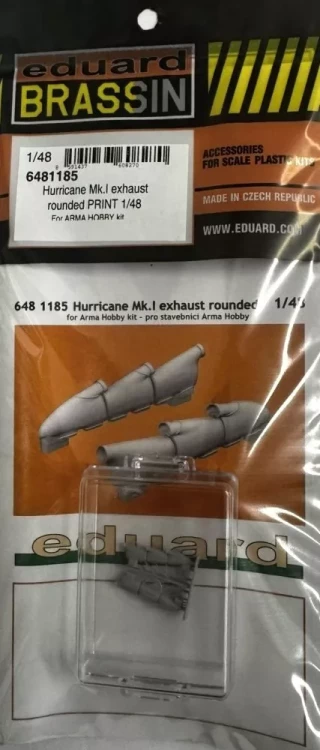 eduard
BRASSIN
1/48
6481185
Hurricane Mk.I exhaust
rounded PRINT 1/48
For ARMA HOBBY kit
ACCESSORIES
FOR SCALE PLASTIC KITS
MADE IN CZECH REPUBLIC
WWW.EDUARD.COM
648 1185 Hurricane Mk.I exhaust rounded 1/48
for Arma Hobby kit - pro stavebnici Arma Hobby
eduard